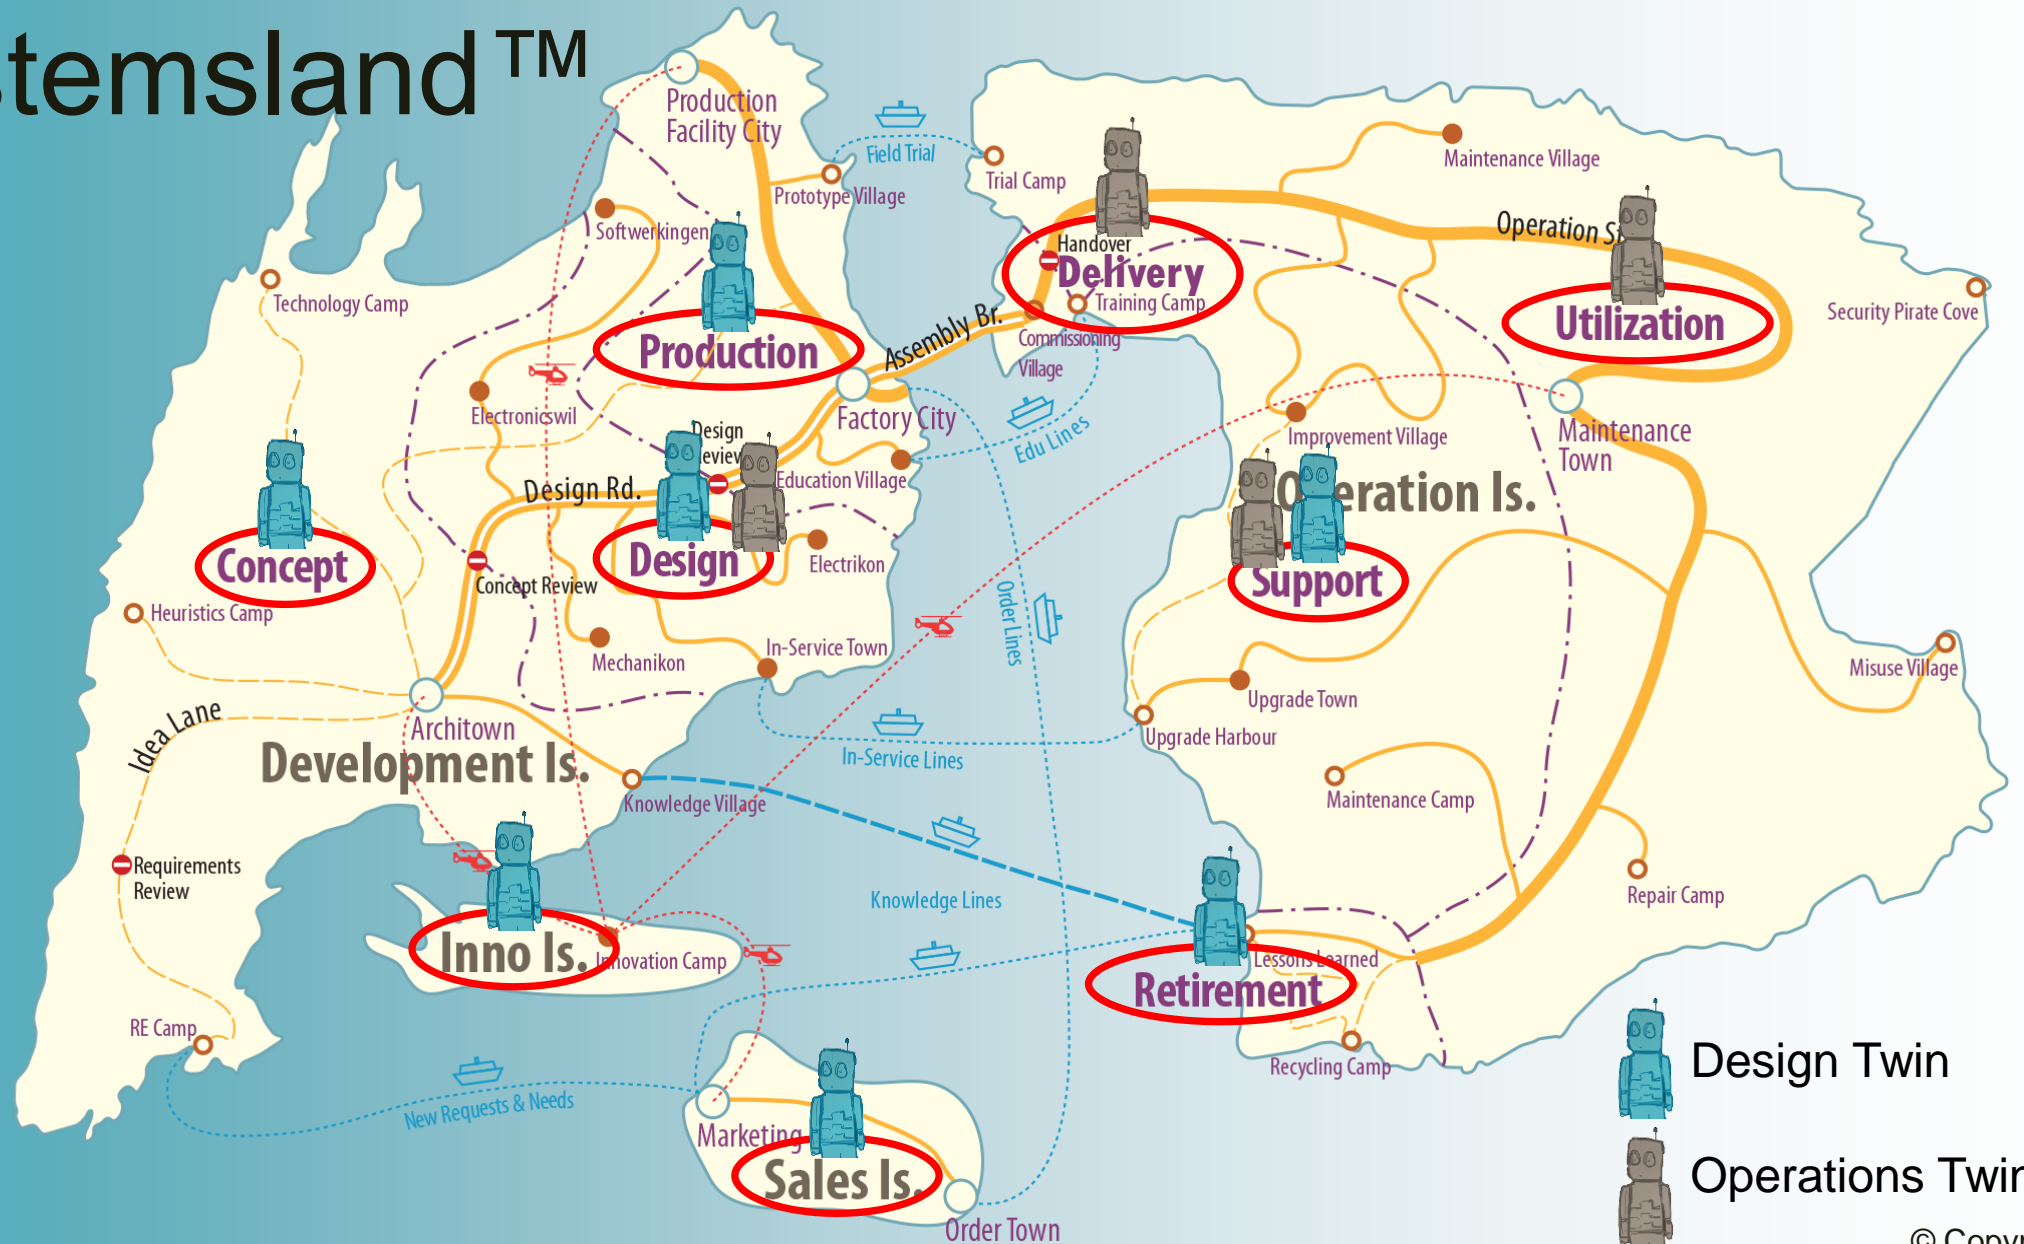 stemsland™
Production
Facility City
Field Trial
Prototype Village
Trial Camp
Maintenance Village
Softwerkingen
Handover
Delivery
Training Camp
Operation St
Technology Camp
Security Pirate Cove
Utilization
Production
Assembly Br.
Commissioning
Village
Electronicswil
Factory City
Edu Lines
Improvement Village
Maintenance
Town
Design
Review
Education Village
Design Rd.
Operation Is.
Concept
Concept Review
Design
Electrikon
Support
Heuristics Camp
Order Lines
Mechanikon
In-Service Town
Misuse Village
Upgrade Town
Idea Lane
Architown
Upgrade Harbour
Development Is.
In-Service Lines
Knowledge Village
Maintenance Camp
Requirements
Review
Knowledge Lines
Repair Camp
Inno Is.
Innovation Camp
Lessons Learned
Retirement
RE Camp
Recycling Camp
Design Twin
New Requests & Needs
Marketing
Sales Is.
Operations Twin
Order Town
© Copyr